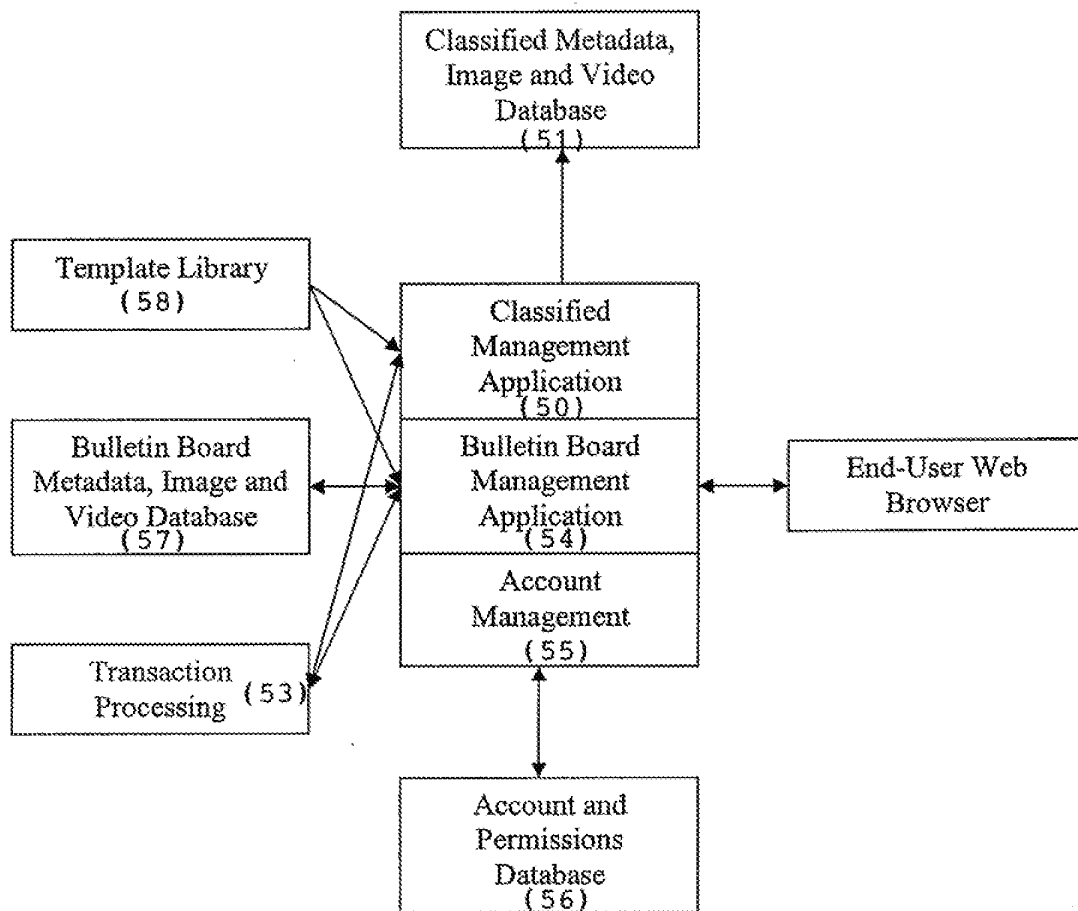 Classified Metadata,
Image and Video
Database
(51)
Template Library
(58)
Classified
Management
Application
(50)
Bulletin Board
Metadata, Image and
Video Database
(57)
Bulletin Board
Management
Application
(54)
End-User Web
Browser
Account
Management
(55)
Transaction
Processing
(53)
Account and
Permissions
Database
(56)